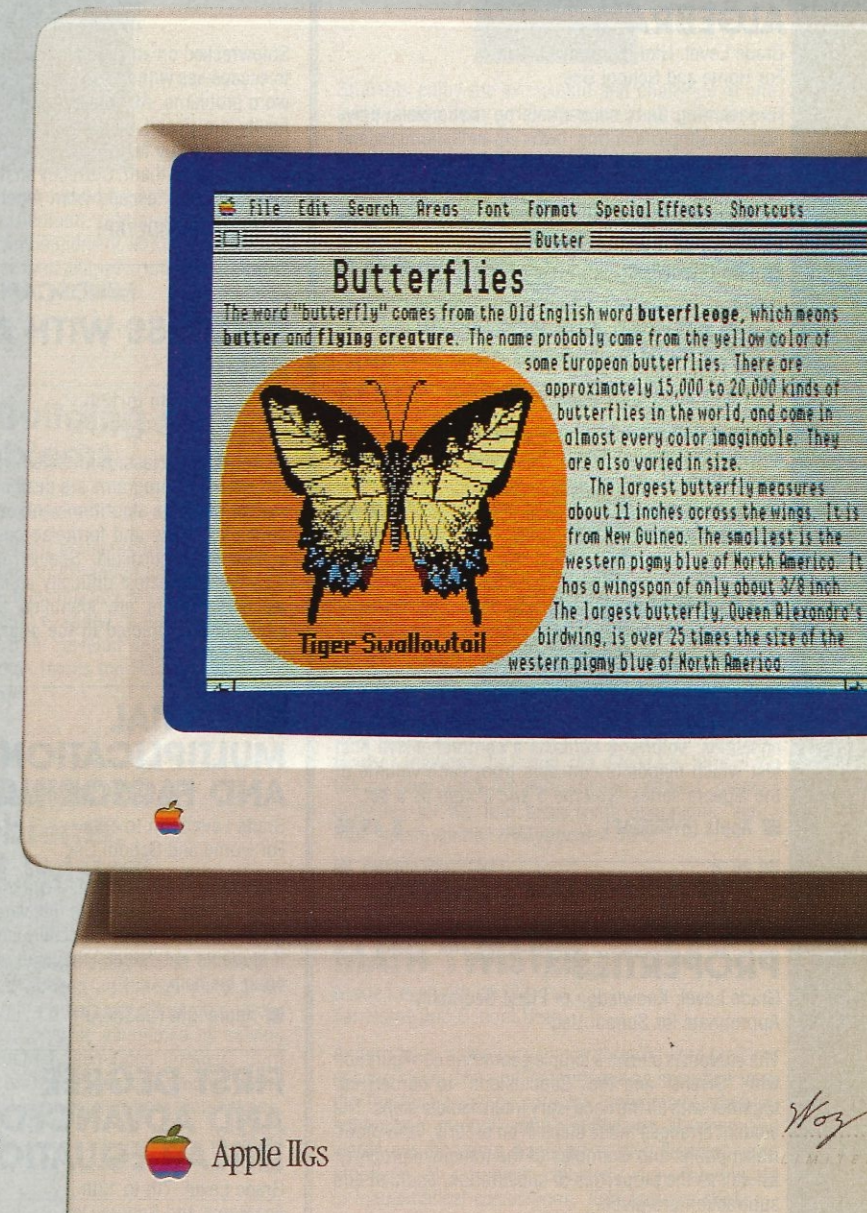 File Edit Search Areas Font Format Special Effects Shortcuts
Butter
Butterflies
The word "butterfly" comes from the Old English word buterfleoge, which means
butter and flying creature. The name probably came from the yellow color of
some European butterflies. There are
approximately 15,000 to 20,000 kinds of
butterflies in the world, and come in
almost every color imaginable. They
are also varied in size.
The largest butterfly measures
about 11 inches across the wings. It is
from New Guinea. The smallest is the
western pigmy blue of North America. It
has a wingspan of only about 3/8 inch.
The largest butterfly, Queen Alexandra's
birdwing, is over 25 times the size of the
western pigmy blue of North America.
Tiger Swallowtail
Apple IIGS
Woz